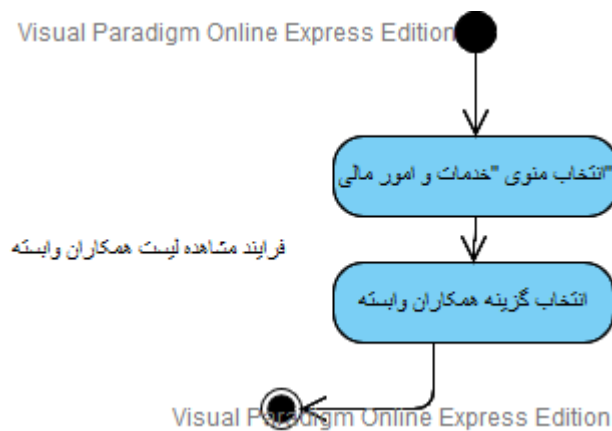 Visual Paradigm Online Express Edition
انتخاب منوی "خدمات و امور مالی"
فرایند مشاهده لیست همکاران وابسته
انتخاب گزینه همکاران وابسته
Visual Paradigm Online Express Edition